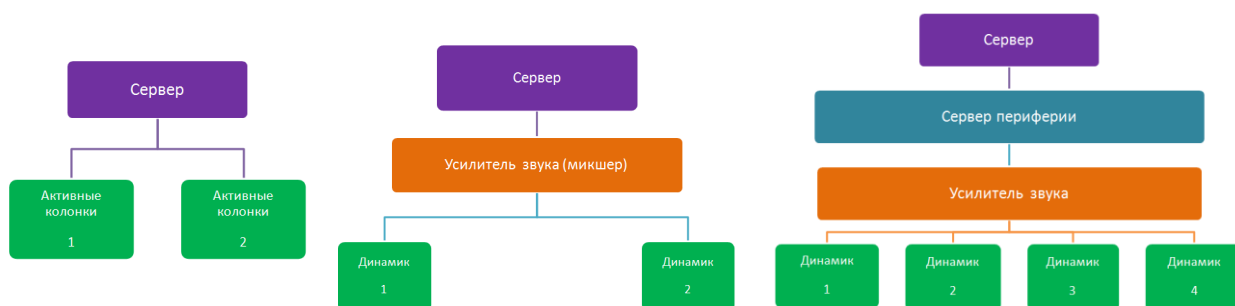 Сервер
Активные
колонки
1
Активные
колонки
2
Сервер
Усилитель звука (микшер)
Динамик
1
Динамик
2
Сервер
Сервер периферии
Усилитель звука
Динамик
1
Динамик
2
Динамик
3
Динамик
4